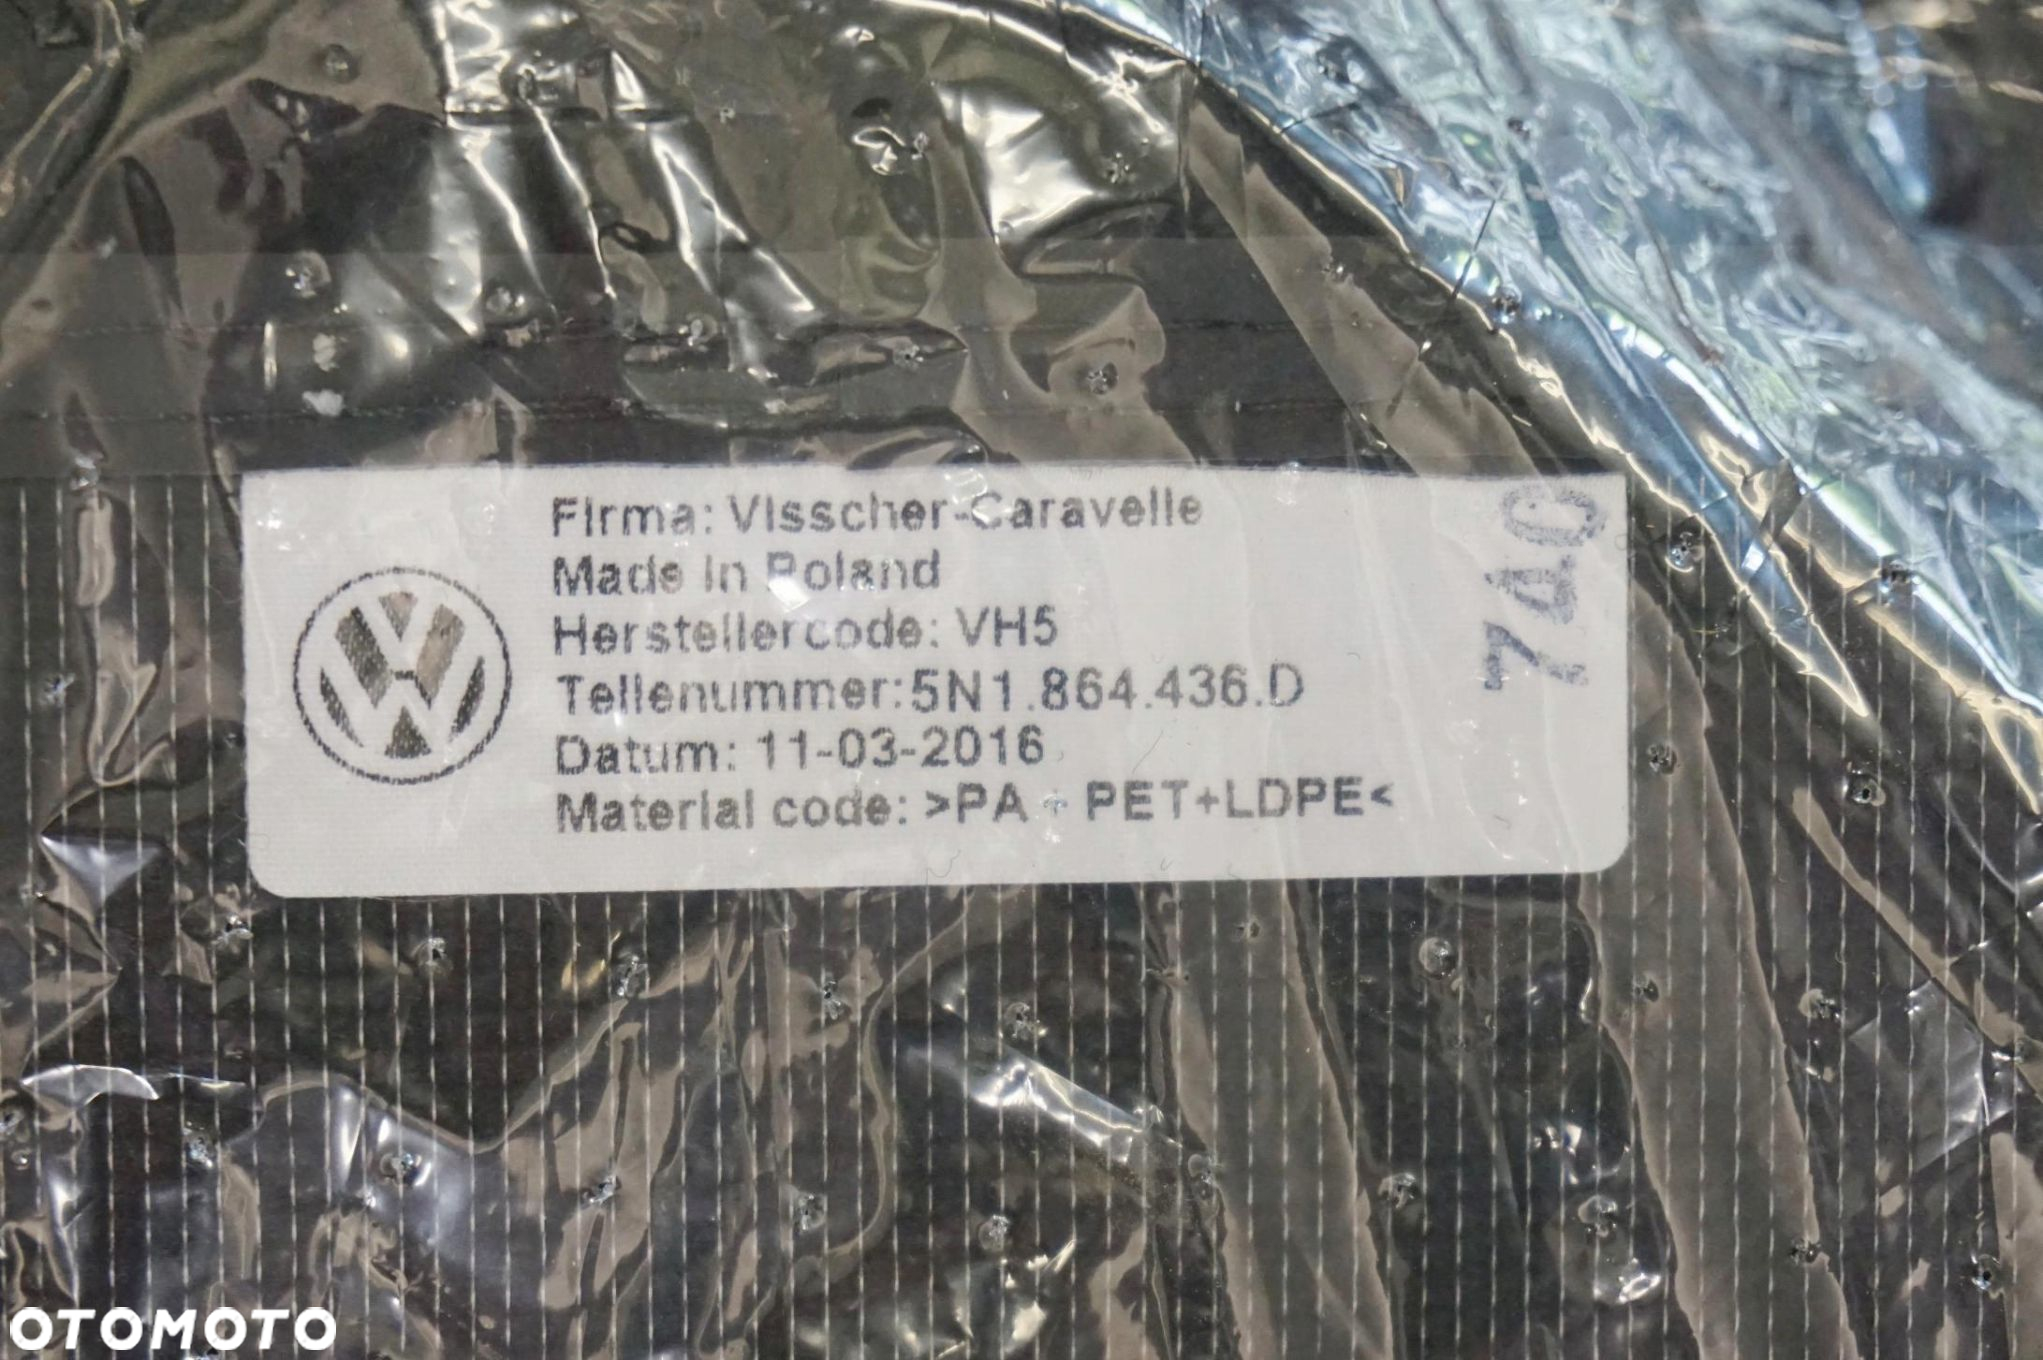 Firma: Visscher-Caravelle
Made in Poland
Herstellercode: VH5
Teilenummer:5N1.864.436.D
Datum: 11-03-2016
Material code: >PA + PET+LDPE<
740
OTOMOTO